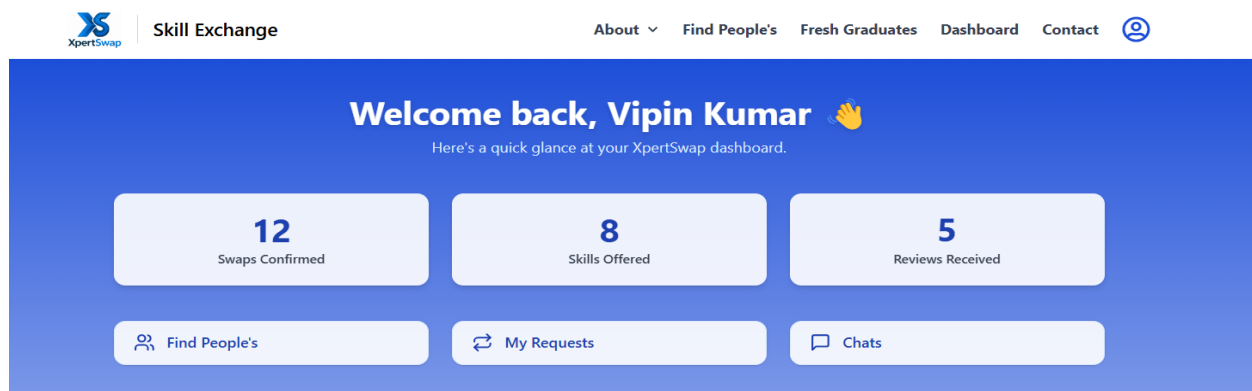 XpertSwap
Skill Exchange
About
Find People's
Fresh Graduates
Dashboard
Contact
Welcome back, Vipin Kumar 👋
Here's a quick glance at your XpertSwap dashboard.
12
Swaps Confirmed
8
Skills Offered
5
Reviews Received
Find People's
My Requests
Chats